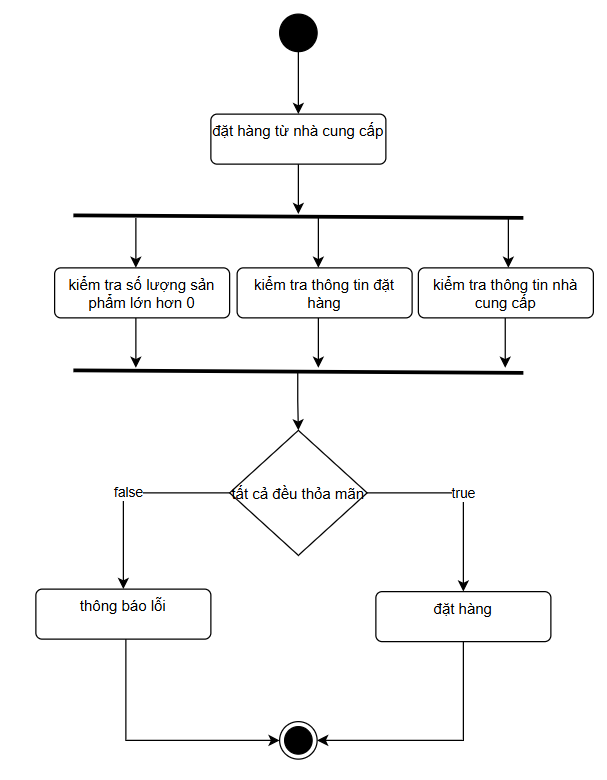 đặt hàng từ nhà cung cấp
kiểm tra số lượng sản
phẩm lớn hơn 0
kiểm tra thông tin đặt
hàng
kiểm tra thông tin nhà
cung cấp
tất cả đều thỏa mãn
false
true
thông báo lỗi
đặt hàng